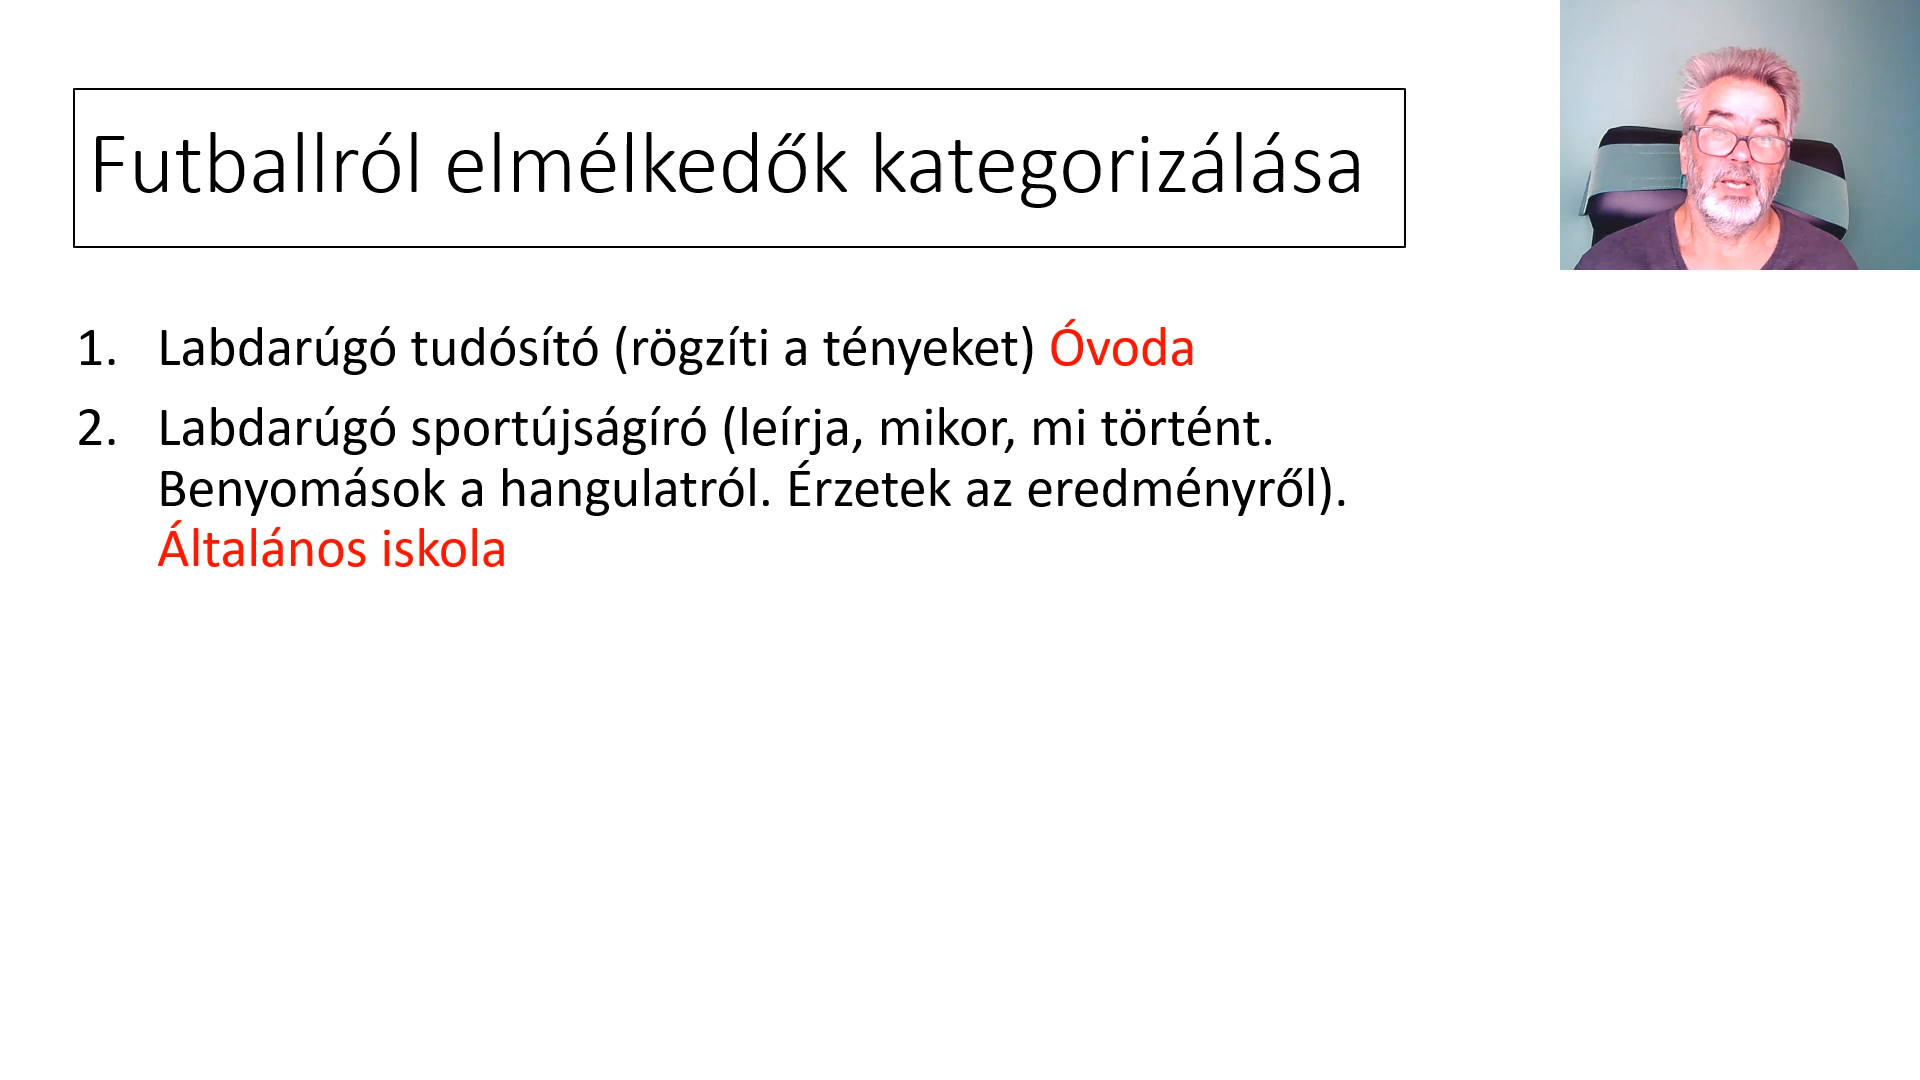 Futballról elmélkedők kategorizálása
1. Labdarúgó tudósító (rögzíti a tényeket) Óvoda
2. Labdarúgó sportújságíró (leírja, mikor, mi történt.
Benyomások a hangulatról. Érzetek az eredményről).
Általános iskola